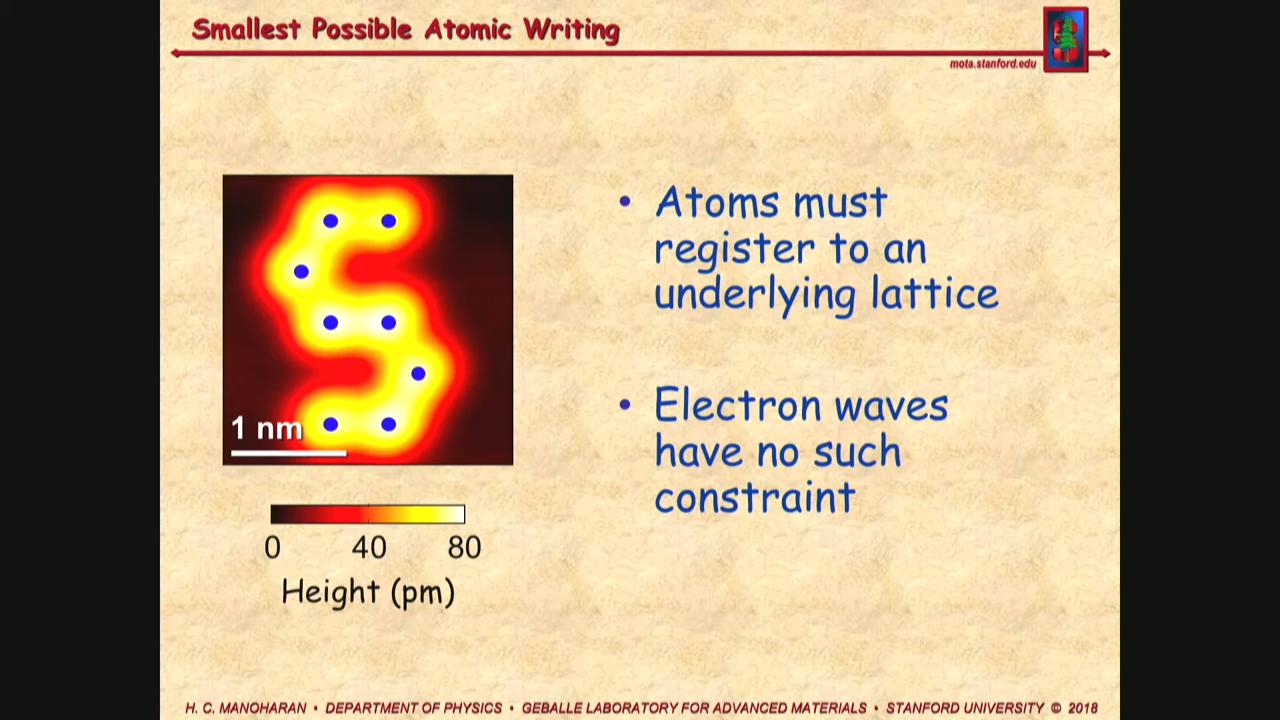 Smallest Possible Atomic Writing
mota.stanford.edu
• Atoms must
register to an
underlying lattice
• Electron waves
have no such
constraint
1 nm
0 40 80
Height (pm)
H. C. MANOHARAN • DEPARTMENT OF PHYSICS • GEBALLE LABORATORY FOR ADVANCED MATERIALS • STANFORD UNIVERSITY © 2018